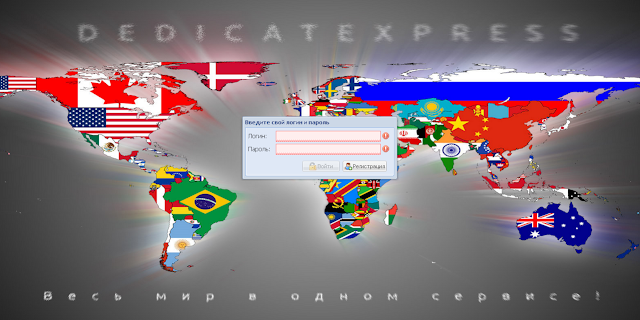 DEDICATEXPRESS
Введите свой логин и пароль
Логин:
Пароль:
Войти
Регистрация
Весь мир в одном сервисе!